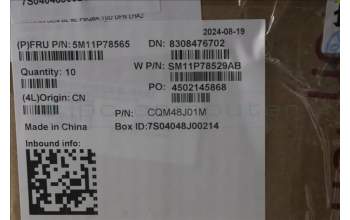 2024-08-19
(P)FRU P/N: 5M11P78565 DN: 8308476702
Quantity: 10 W P/N: SM11P78529AB
PO: 4502145868
(4L)Origin: CN
P/N: CQM48J01M
Made in China Box ID:7S04048J00214
Inbound info: